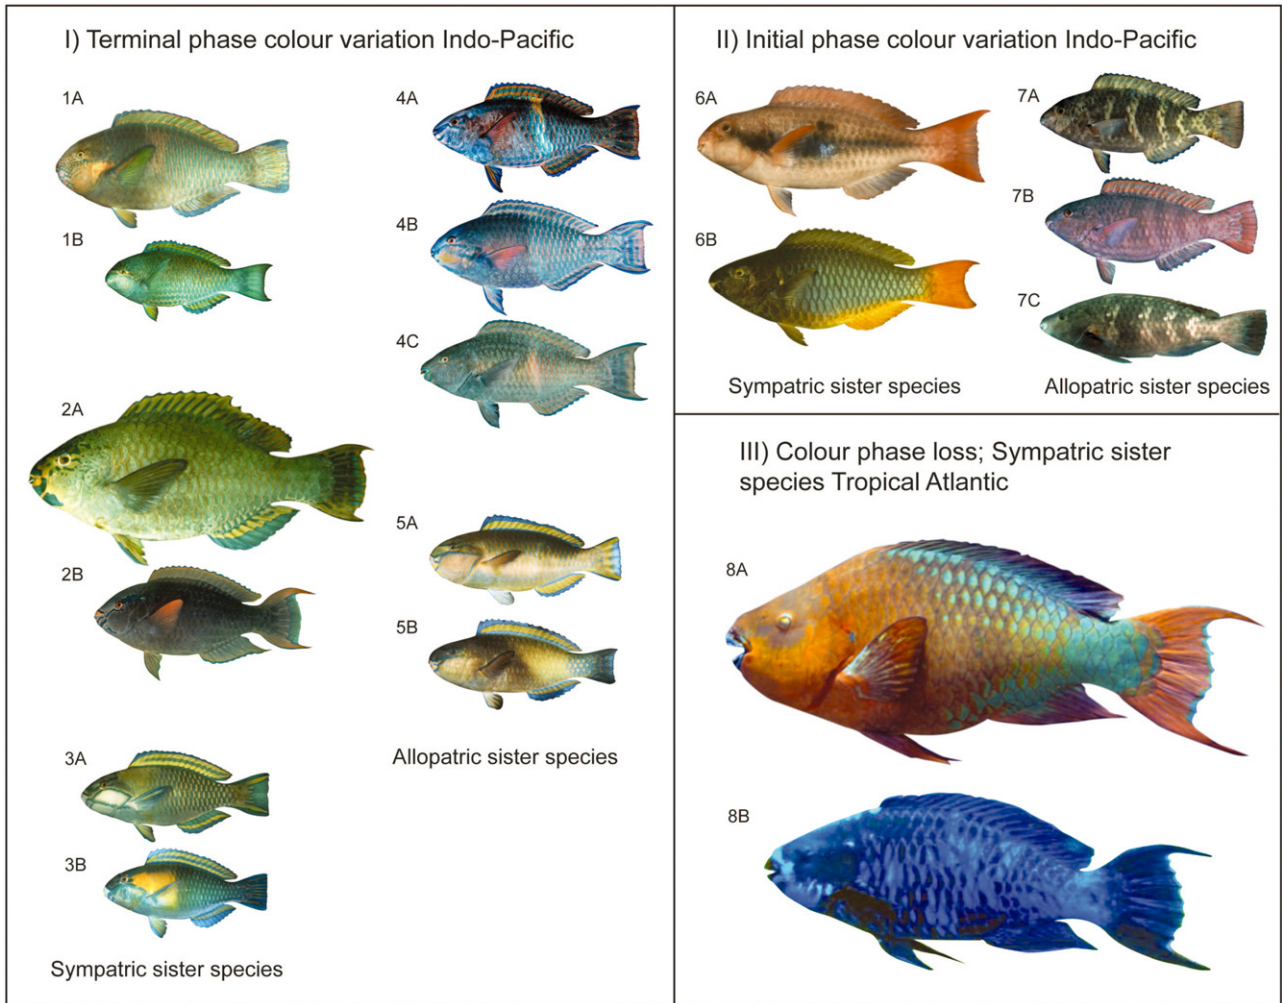 I) Terminal phase colour variation Indo-Pacific
1A
1B
2A
2B
3A
3B
Sympatric sister species
4A
4B
4C
5A
5B
Allopatric sister species
II) Initial phase colour variation Indo-Pacific
6A
6B
Sympatric sister species
7A
7B
7C
Allopatric sister species
III) Colour phase loss; Sympatric sister
species Tropical Atlantic
8A
8B